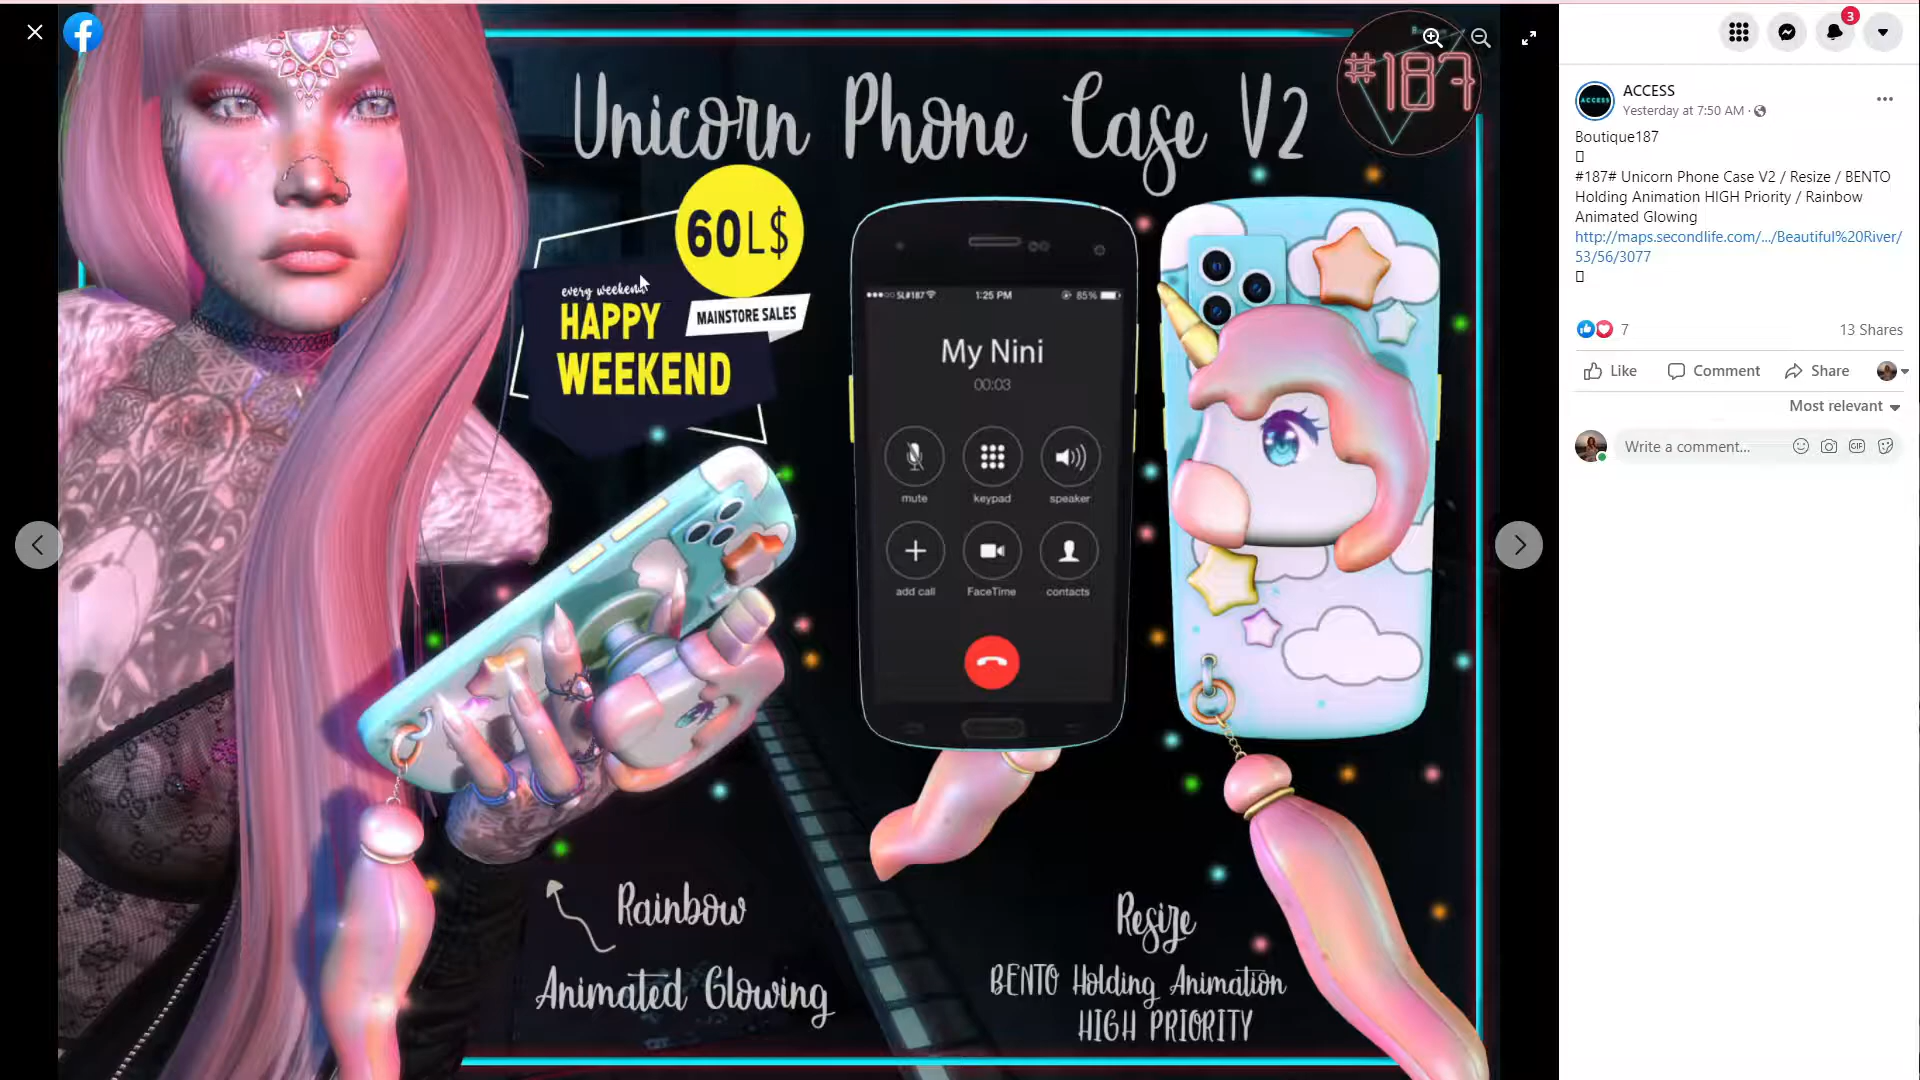 Unicorn Phone Case V2
#187
60L$
every weekend
HAPPY
WEEKEND
MAINSTORE SALES
SL#187
1:25 PM
85%
My Nini
00:03
mute
keypad
speaker
add call
FaceTime
contacts
Rainbow
Animated Glowing
Resize
BENTO Holding Animation
HIGH PRIORITY
3
ACCESS
ACCESS
Yesterday at 7:50 AM ·
Boutique187
#187# Unicorn Phone Case V2 / Resize / BENTO
Holding Animation HIGH Priority / Rainbow
Animated Glowing
http://maps.secondlife.com/.../Beautiful%20River/
53/56/3077
7
13 Shares
Like
Comment
Share
Most relevant
Write a comment...
GIF